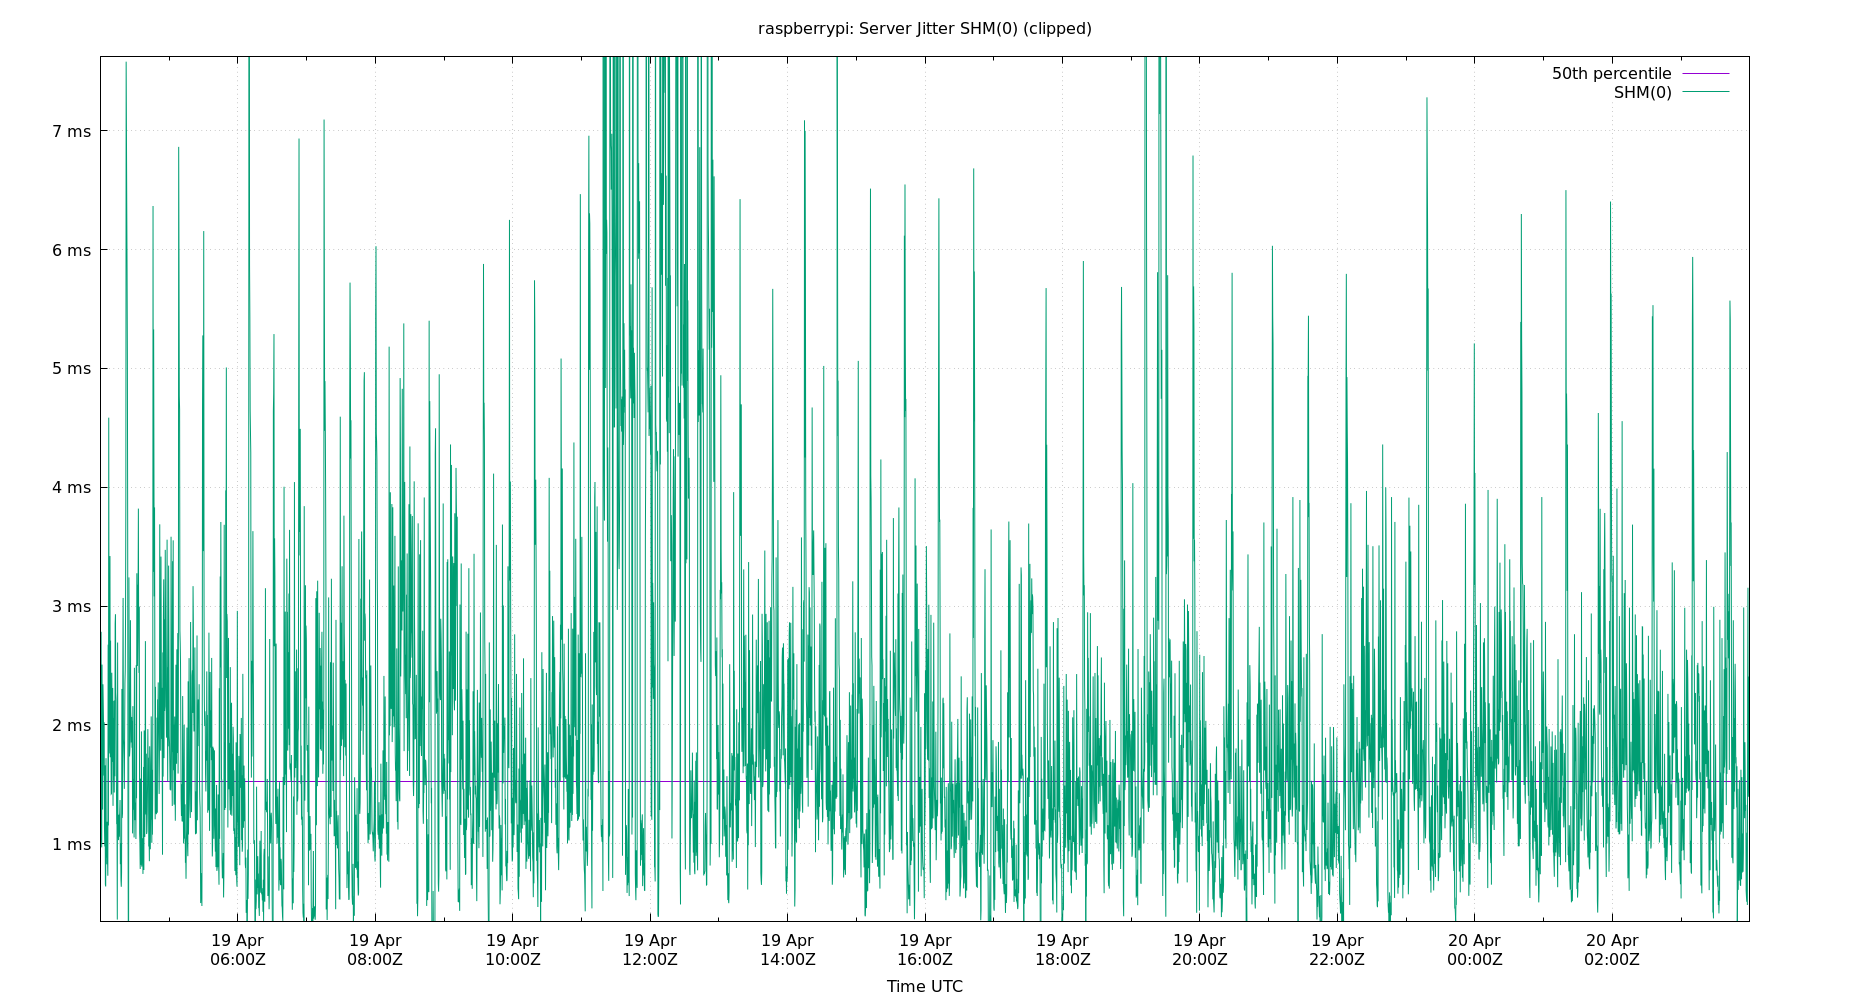 raspberrypi: Server Jitter SHM(0) (clipped)
50th percentile
SHM(0)
7 ms
6 ms
5 ms
4 ms
3 ms
2 ms
1 ms
19 Apr 19 Apr 19 Apr 19 Apr 19 Apr 19 Apr 19 Apr 19 Apr 19 Apr 20 Apr 20 Apr
06:00Z 08:00Z 10:00Z 12:00Z 14:00Z 16:00Z 18:00Z 20:00Z 22:00Z 00:00Z 02:00Z
Time UTC